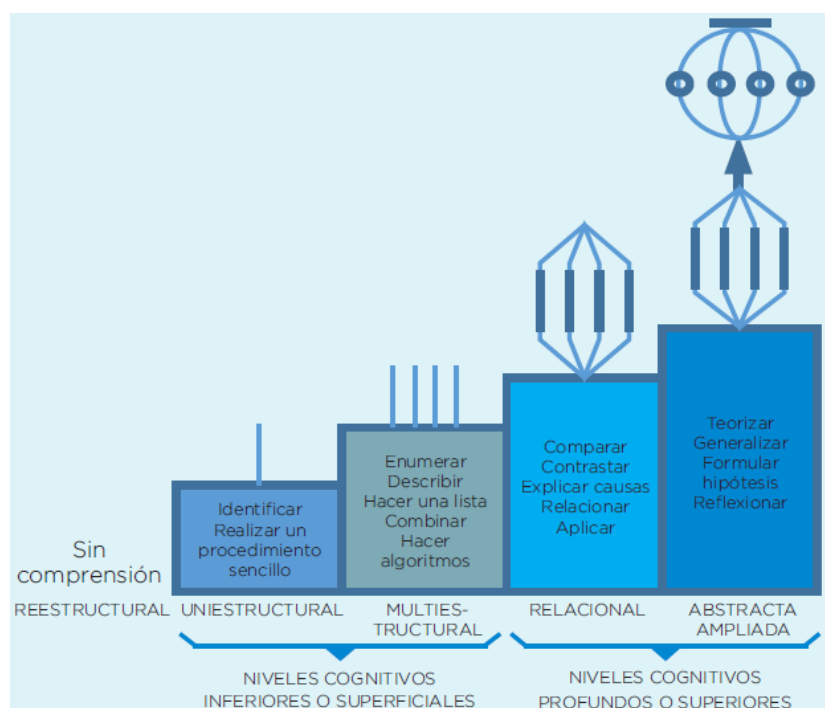 Sin
comprensión
REESTRUCTURAL
Identificar
Realizar un
procedimiento
sencillo
UNIESTRUCTURAL
Enumerar
Describir
Hacer una lista
Combinar
Hacer
algoritmos
MULTIES-
TRUCTURAL
Comparar
Contrastar
Explicar causas
Relacionar
Aplicar
RELACIONAL
Teorizar
Generalizar
Formular
hipótesis
Reflexionar
ABSTRACTA
AMPLIADA
NIVELES COGNITIVOS
INFERIORES O SUPERFICIALES
NIVELES COGNITIVOS
PROFUNDOS O SUPERIORES